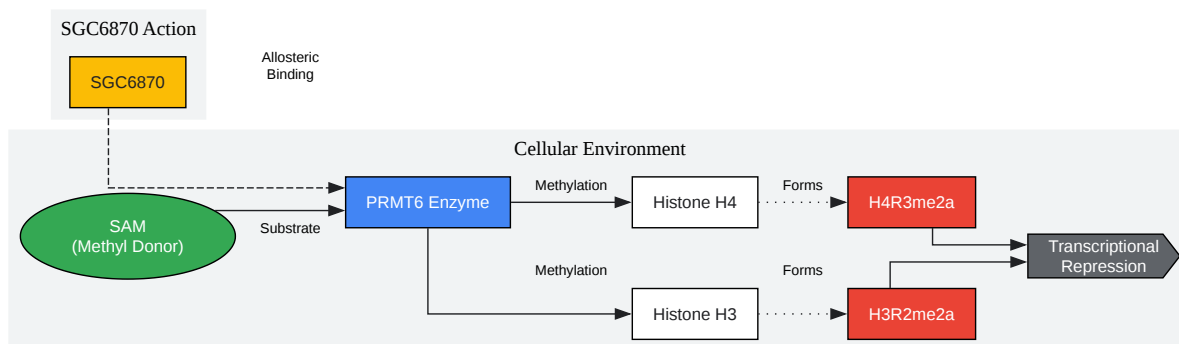 SGC6870 Action
SGC6870
Allosteric
Binding
Cellular Environment
SAM
(Methyl Donor)
Substrate
PRMT6 Enzyme
Methylation
Histone H4
Forms
H4R3me2a
Transcriptional
Repression
Methylation
Histone H3
Forms
H3R2me2a